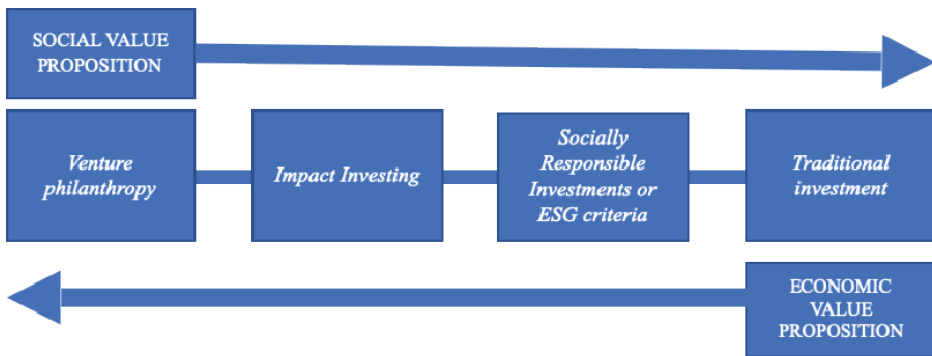 SOCIAL VALUE
PROPOSITION
Venture
philanthropy
Impact Investing
Socially
Responsible
Investments or
ESG criteria
Traditional
investment
ECONOMIC
VALUE
PROPOSITION